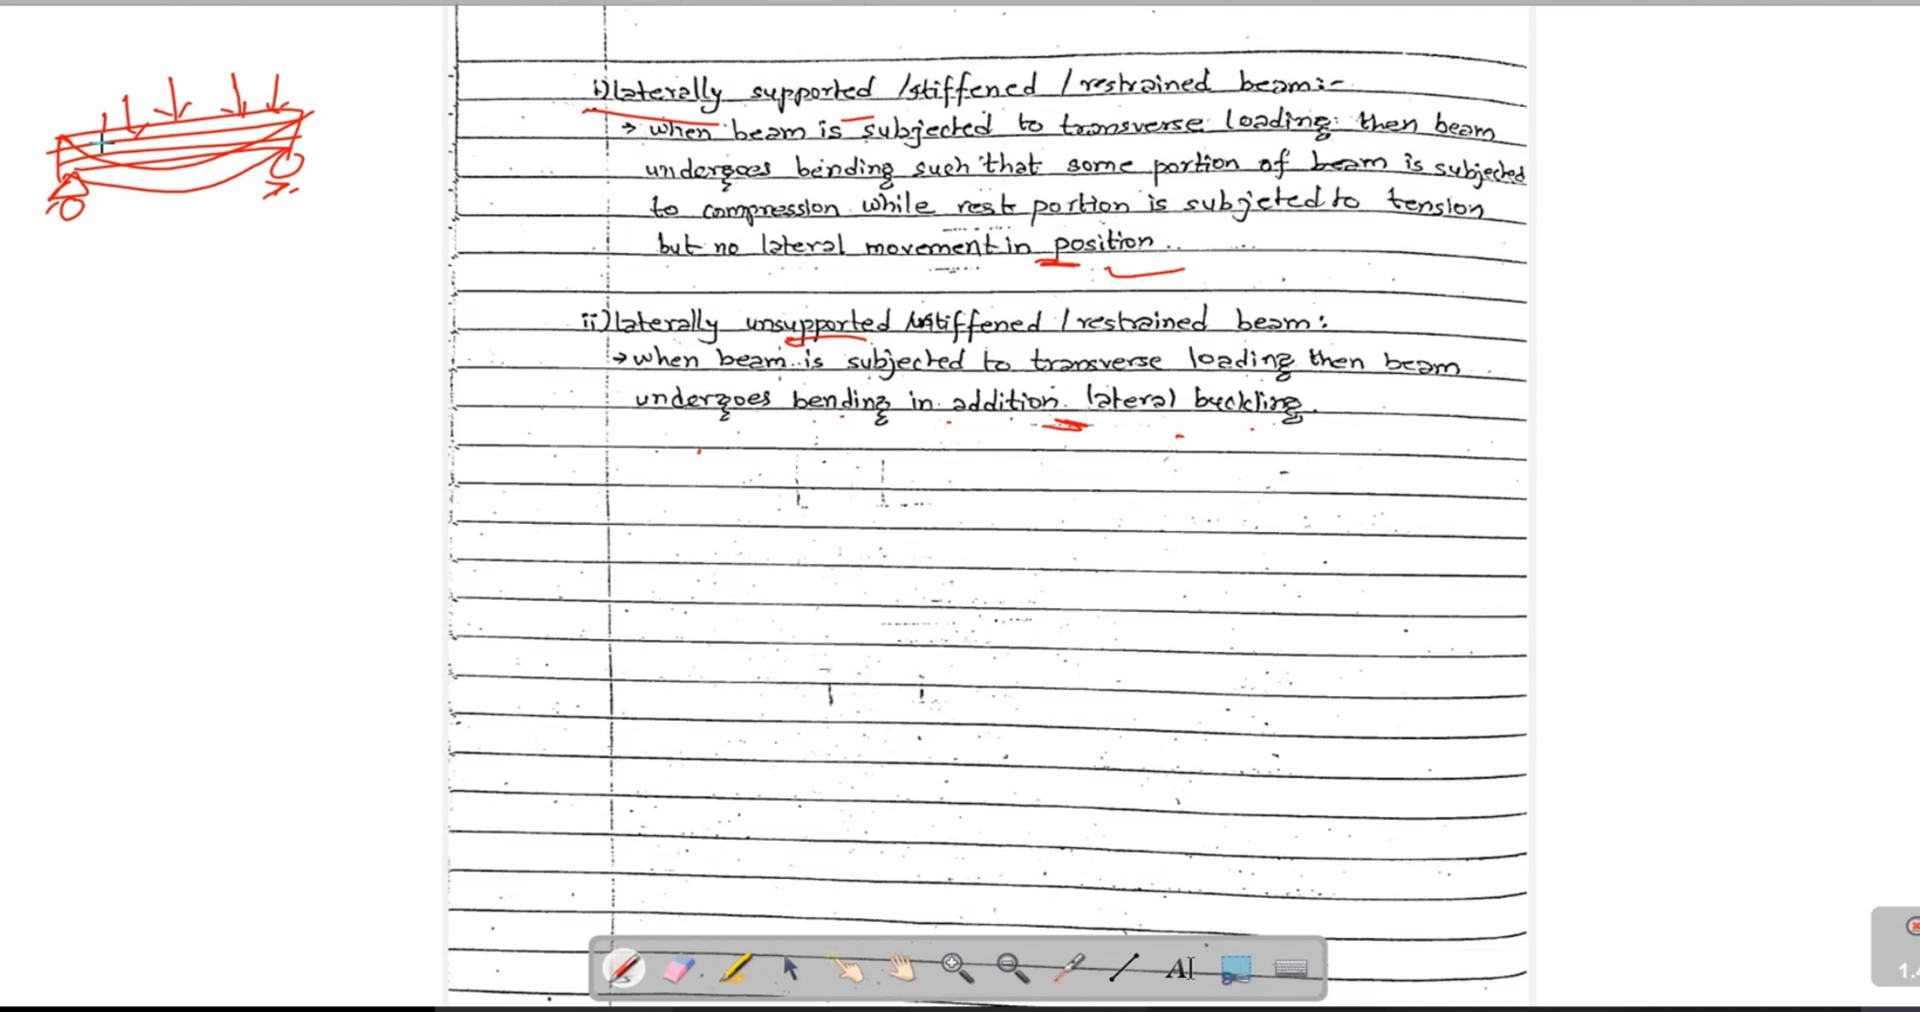 i) laterally supported /stiffened / restrained beam:-
→ when beam is subjected to transverse loading then beam
undergoes bending such that some portion of beam is subjected
to compression while rest portion is subjeted to tension
but no lateral movement in position
ii) laterally unsupported /unstiffened / restrained beam:
→ when beam is subjected to transverse loading then beam
undergoes bending in addition lateral buckling.
AI